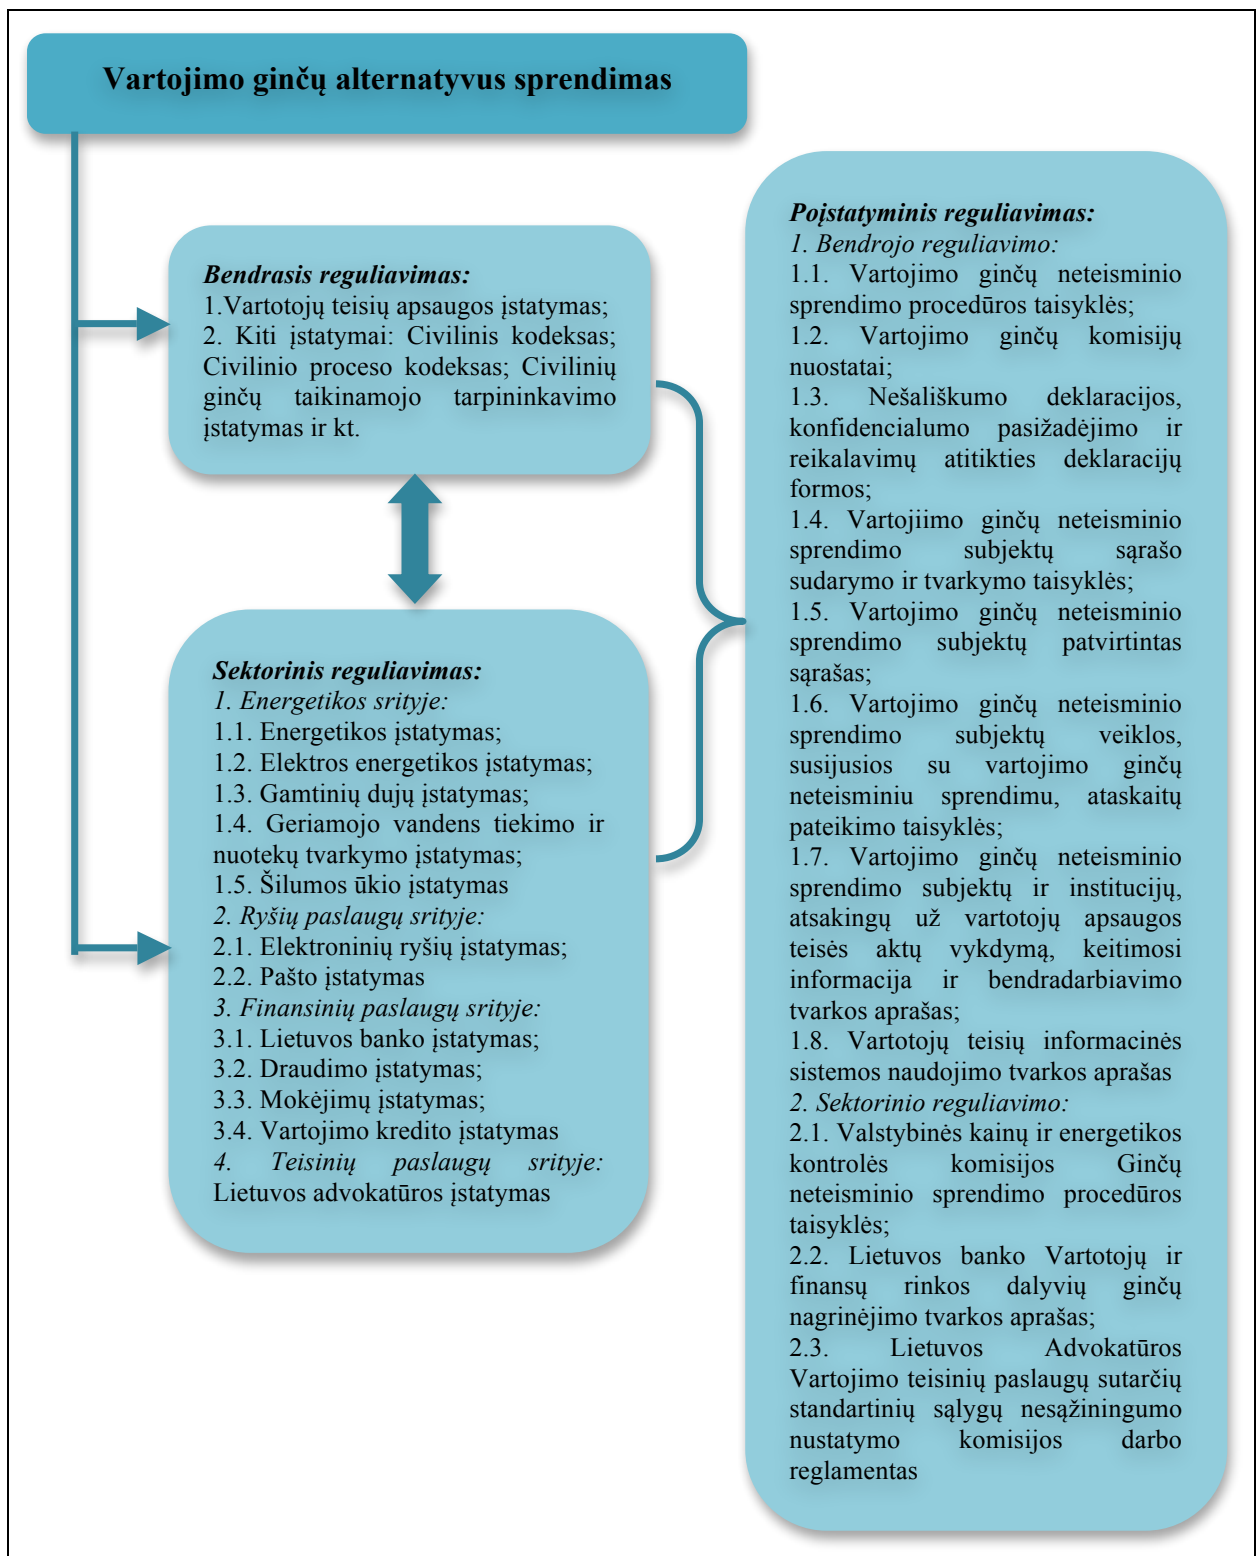 Vartojimo ginčų alternatyvus sprendimas
Bendrasis reguliavimas:
1.Vartotojų teisių apsaugos įstatymas;
2. Kiti įstatymai: Civilinis kodeksas;
Civilinio proceso kodeksas; Civilinių
ginčų taikinamojo tarpininkavimo
įstatymas ir kt.
Sektorinis reguliavimas:
1. Energetikos srityje:
1.1. Energetikos įstatymas;
1.2. Elektros energetikos įstatymas;
1.3. Gamtinių dujų įstatymas;
1.4. Geriamojo vandens tiekimo ir
nuotekų tvarkymo įstatymas;
1.5. Šilumos ūkio įstatymas
2. Ryšių paslaugų srityje:
2.1. Elektroninių ryšių įstatymas;
2.2. Pašto įstatymas
3. Finansinių paslaugų srityje:
3.1. Lietuvos banko įstatymas;
3.2. Draudimo įstatymas;
3.3. Mokėjimų įstatymas;
3.4. Vartojimo kredito įstatymas
4. Teisinių paslaugų srityje:
Lietuvos advokatūros įstatymas
Poįstatyminis reguliavimas:
1. Bendrojo reguliavimo:
1.1. Vartojimo ginčų neteisminio
sprendimo procedūros taisyklės;
1.2. Vartojimo ginčų komisijų
nuostatai;
1.3. Nešališkumo deklaracijos,
konfidencialumo pasižadėjimo ir
reikalavimų atitikties deklaracijų
formos;
1.4. Vartojiimo ginčų neteisminio
sprendimo subjektų sąrašo
sudarymo ir tvarkymo taisyklės;
1.5. Vartojimo ginčų neteisminio
sprendimo subjektų patvirtintas
sąrašas;
1.6. Vartojimo ginčų neteisminio
sprendimo subjektų veiklos,
susijusios su vartojimo ginčų
neteisminiu sprendimu, ataskaitų
pateikimo taisyklės;
1.7. Vartojimo ginčų neteisminio
sprendimo subjektų ir institucijų,
atsakingų už vartotojų apsaugos
teisės aktų vykdymą, keitimosi
informacija ir bendradarbiavimo
tvarkos aprašas;
1.8. Vartotojų teisių informacinės
sistemos naudojimo tvarkos aprašas
2. Sektorinio reguliavimo:
2.1. Valstybinės kainų ir energetikos
kontrolės komisijos Ginčų
neteisminio sprendimo procedūros
taisyklės;
2.2. Lietuvos banko Vartotojų ir
finansų rinkos dalyvių ginčų
nagrinėjimo tvarkos aprašas;
2.3. Lietuvos Advokatūros
Vartojimo teisinių paslaugų sutarčių
standartinių sąlygų nesąžiningumo
nustatymo komisijos darbo
reglamentas